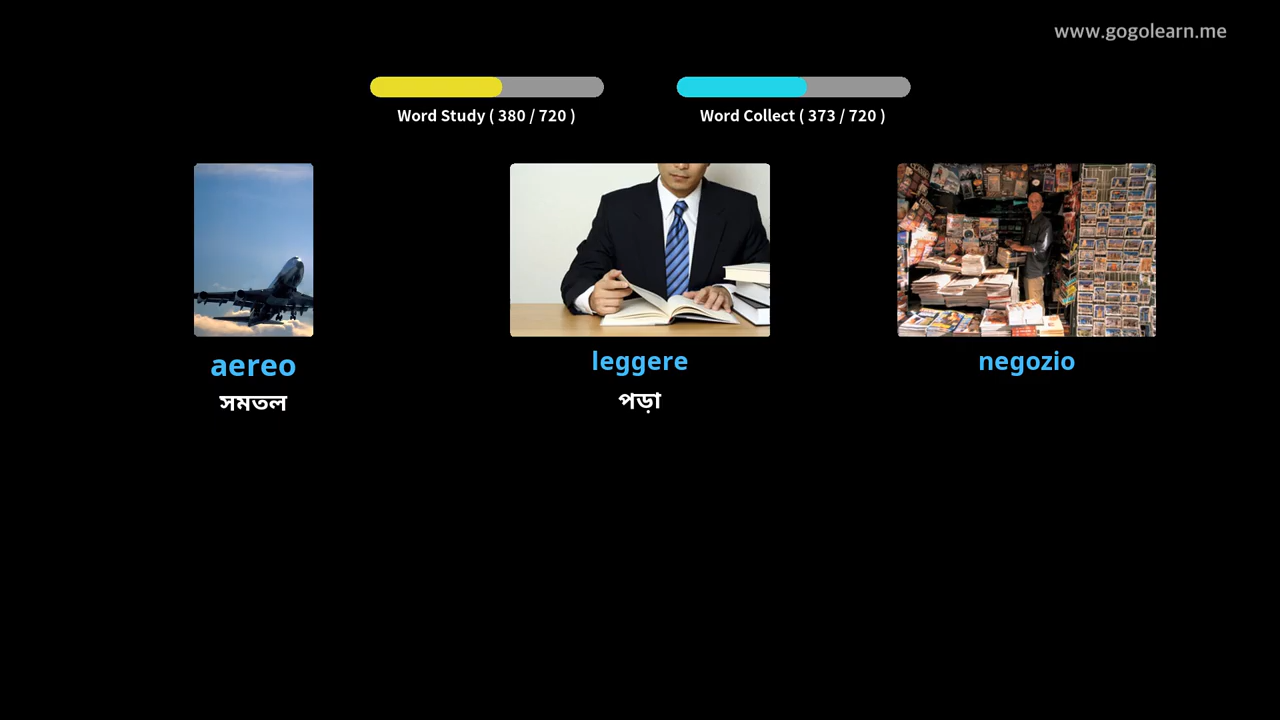 www.gogolearn.me
Word Study ( 380 / 720 )
Word Collect ( 373 / 720 )
aereo
leggere
negozio
সমতল
পড়া